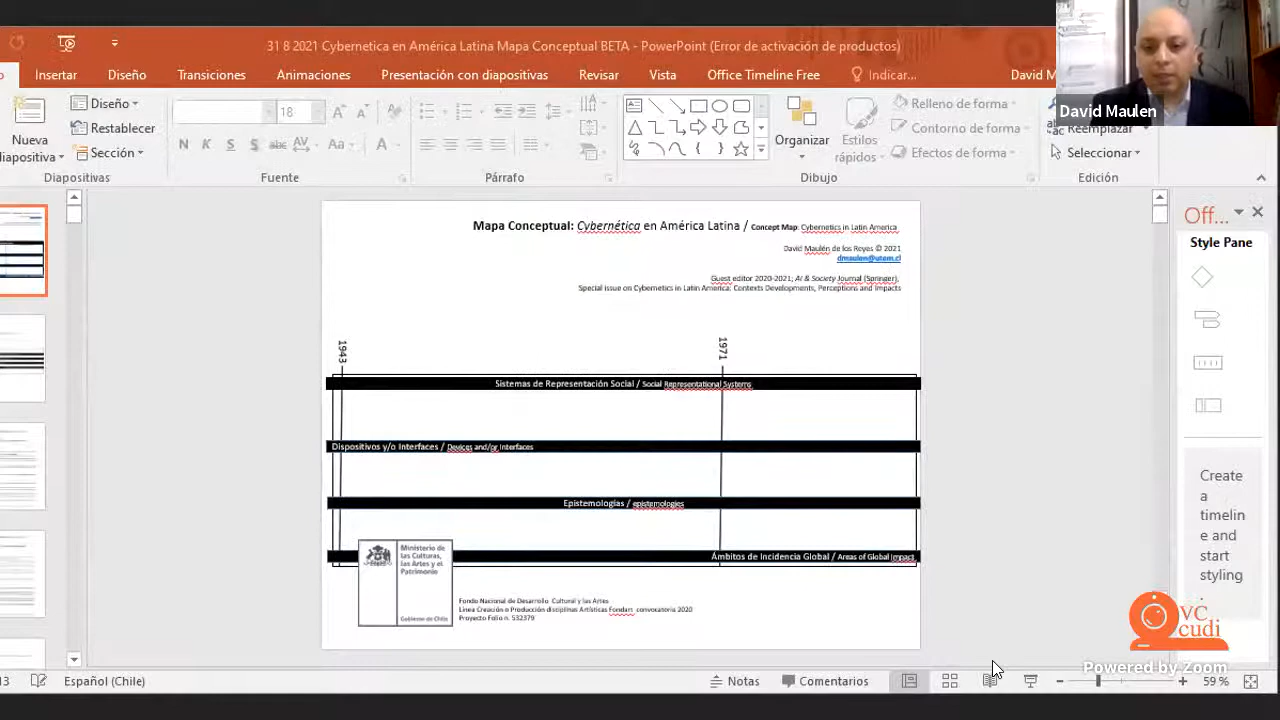 31 8 2021 Cybernetica en América Latina Mapa Conceptual BETA - PowerPoint (Error de activación de productos)
Insertar
Diseño
Transiciones
Animaciones
Presentación con diapositivas
Revisar
Vista
Office Timeline Free
Indicar...
David M
David Maulen
Nueva
diapositiva
Diseño
Restablecer
Sección
18
N K S S abc AV Aa A
Organizar
Estilos
rápidos
Relleno de forma
Contorno de forma
Efectos de forma
Reemplazar
Seleccionar
Diapositivas
Fuente
Párrafo
Dibujo
Edición
Mapa Conceptual: Cybernética en América Latina / Concept Map: Cybernetics in Latin America
David Maulén de los Reyes © 2021
dmaulen@utem.cl
Guest editor 2020-2021; AI & Society Journal (Springer),
Special issue on Cybernetics in Latin America: Contexts Developments, Perceptions and Impacts
1943
1971
Sistemas de Representación Social / Social Representational Systems
Dispositivos y/o Interfaces / Devices and/or Interfaces
Epistemologías / epistemologies
Ámbitos de Incidencia Global / Areas of Global Impact
Ministerio de
las Culturas,
las Artes y el
Patrimonio
Gobierno de Chile
Fondo Nacional de Desarrollo Cultural y las Artes
Línea Creación o Producción disciplinas Artísticas Fondart convocatoria 2020
Proyecto Folio n. 532379
Off...
Style Pane
Create
a
timelin
e and
start
styling
.
VC
cudi
Powered by Zoom
13
Español (Chile)
Notas
Comentarios
59 %